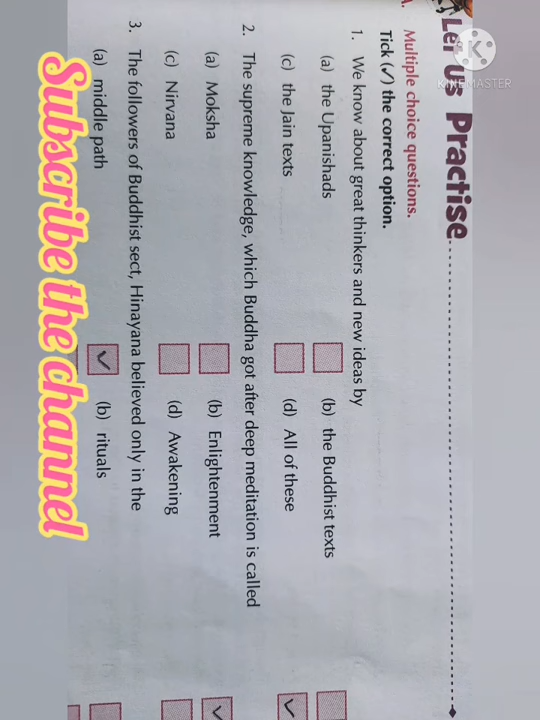 KINEMASTER
Let Us Practise
A.
Multiple choice questions.
Tick (✓) the correct option.
1. We know about great thinkers and new ideas by
(a) the Upanishads (b) the Buddhist texts
(c) the Jain texts (d) All of these ✓
2. The supreme knowledge, which Buddha got after deep meditation is called
(a) Moksha (b) Enlightenment ✓
(c) Nirvana (d) Awakening
3. The followers of Buddhist sect, Hinayana believed only in the
(a) middle path ✓ (b) rituals
Subscribe the channel